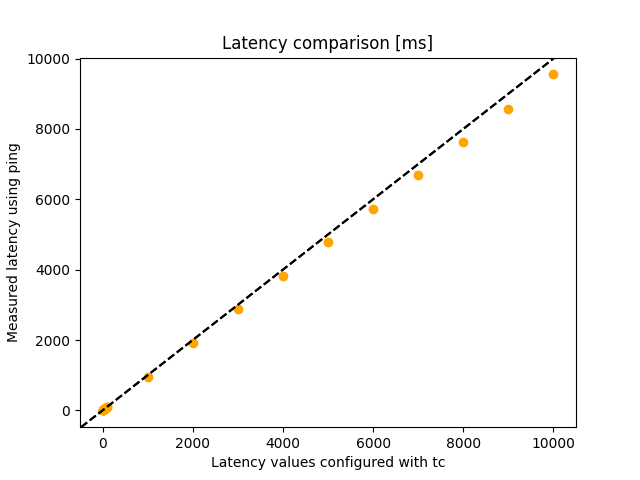 Latency comparison [ms]
10000
8000
6000
4000
2000
0
Measured latency using ping
0 2000 4000 6000 8000 10000
Latency values configured with tc